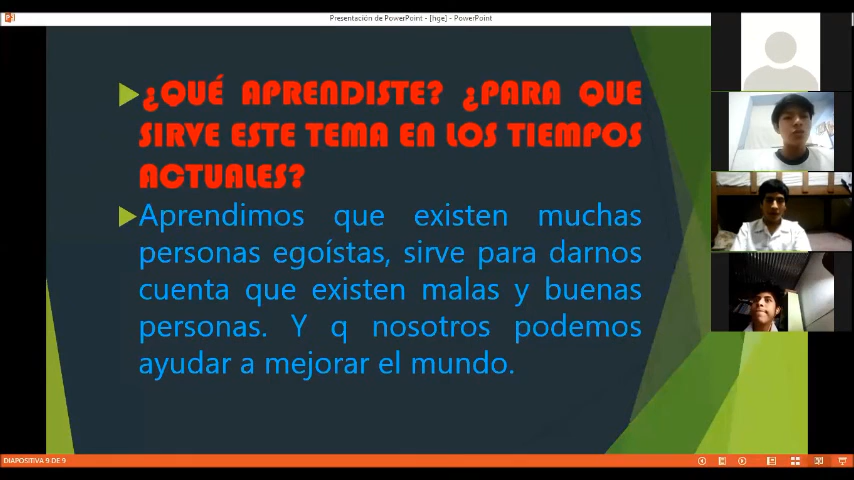 Presentación de PowerPoint - [hge] - PowerPoint
¿QUÉ APRENDISTE? ¿PARA QUE
SIRVE ESTE TEMA EN LOS TIEMPOS
ACTUALES?
Aprendimos que existen muchas
personas egoístas, sirve para darnos
cuenta que existen malas y buenas
personas. Y q nosotros podemos
ayudar a mejorar el mundo.
DIAPOSITIVA 9 DE 9